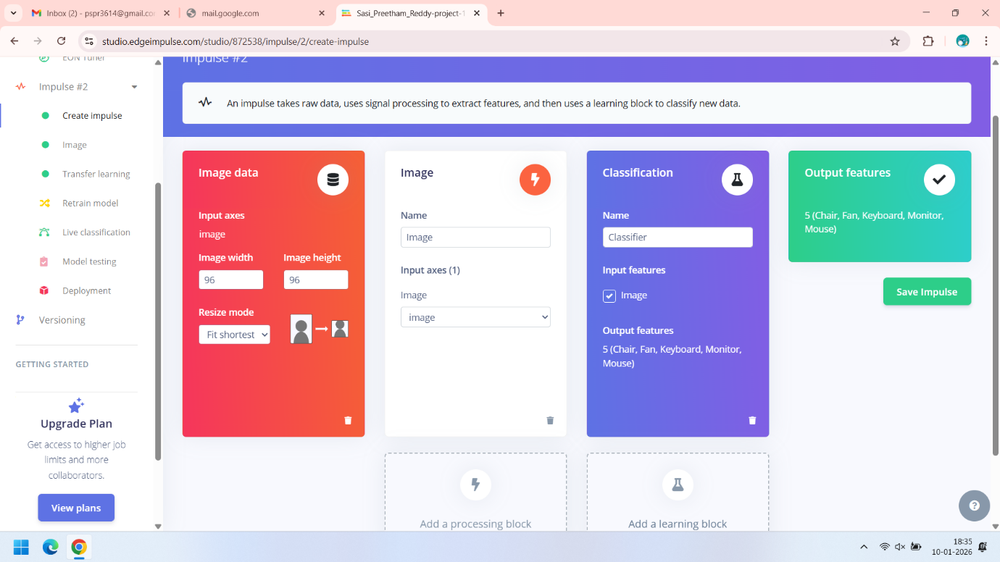 Inbox (2) - pspr3614@gmail.co
mail.google.com
Sasi_Preetham_Reddy-project-1
studio.edgeimpulse.com/studio/872538/impulse/2/create-impulse
EON Tuner
Impulse #2
Create impulse
Image
Transfer learning
Retrain model
Live classification
Model testing
Deployment
Versioning
GETTING STARTED
Upgrade Plan
Get access to higher job
limits and more
collaborators.
View plans
Impulse #2
An impulse takes raw data, uses signal processing to extract features, and then uses a learning block to classify new data.
Image data
Input axes
image
Image width
Image height
96
96
Resize mode
Fit shortest
Image
Name
Image
Input axes (1)
Image
image
Classification
Name
Classifier
Input features
Image
Output features
5 (Chair, Fan, Keyboard, Monitor,
Mouse)
Output features
5 (Chair, Fan, Keyboard, Monitor,
Mouse)
Save Impulse
Add a processing block
Add a learning block
18:35
10-01-2026